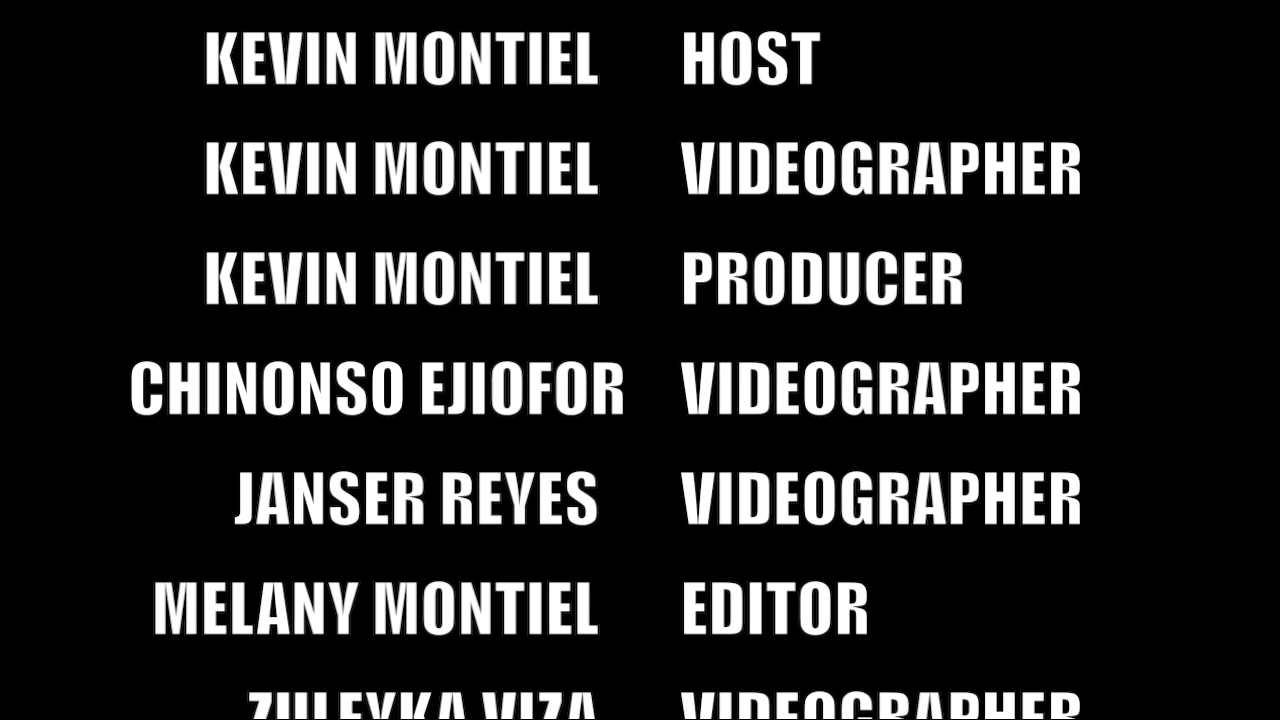 KEVIN MONTIEL HOST
KEVIN MONTIEL VIDEOGRAPHER
KEVIN MONTIEL PRODUCER
CHINONSO EJIOFOR VIDEOGRAPHER
JANSER REYES VIDEOGRAPHER
MELANY MONTIEL EDITOR
ZULEYKA VIZA VIDEOGRAPHER